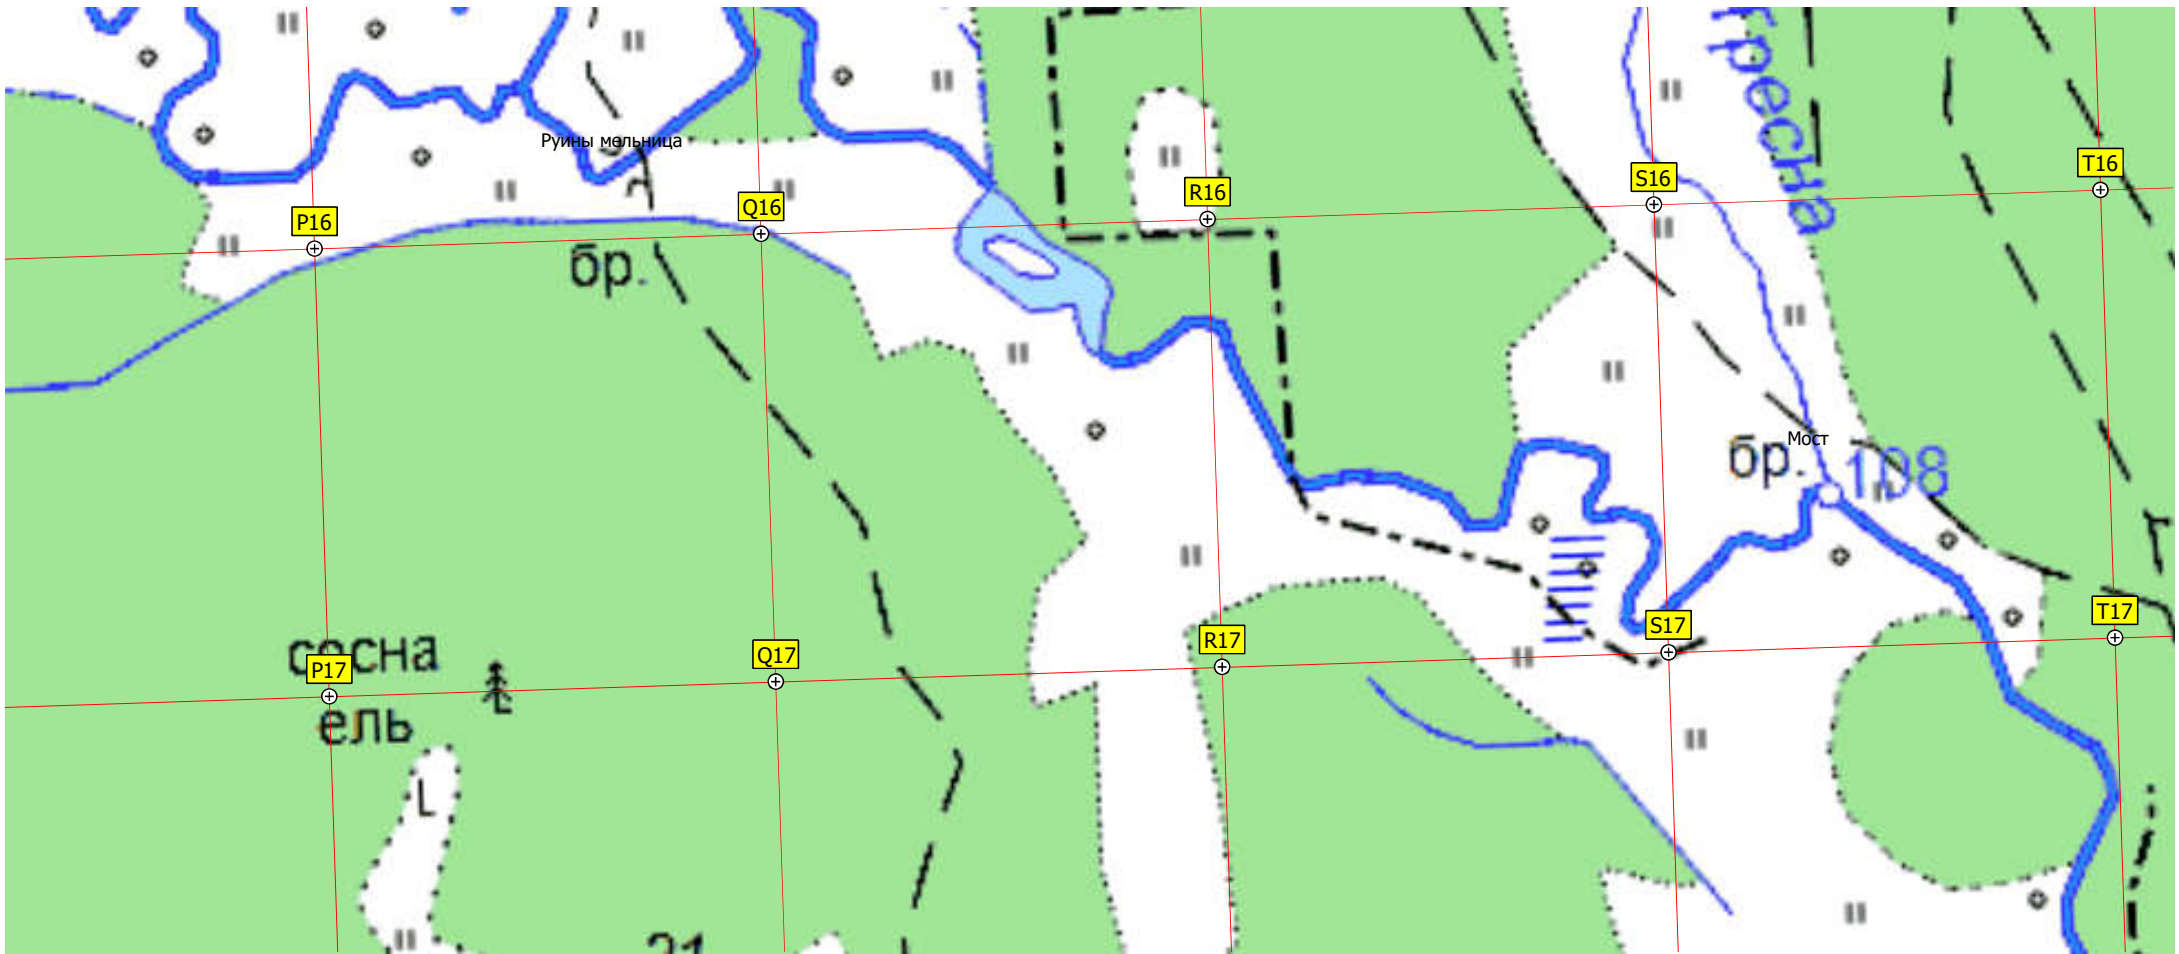 Гресна
Руины мельница
T16
S16
R16
Q16
P16
бр.
Мост
бр.
108
T17
S17
R17
Q17
сосна
P17
ель
L